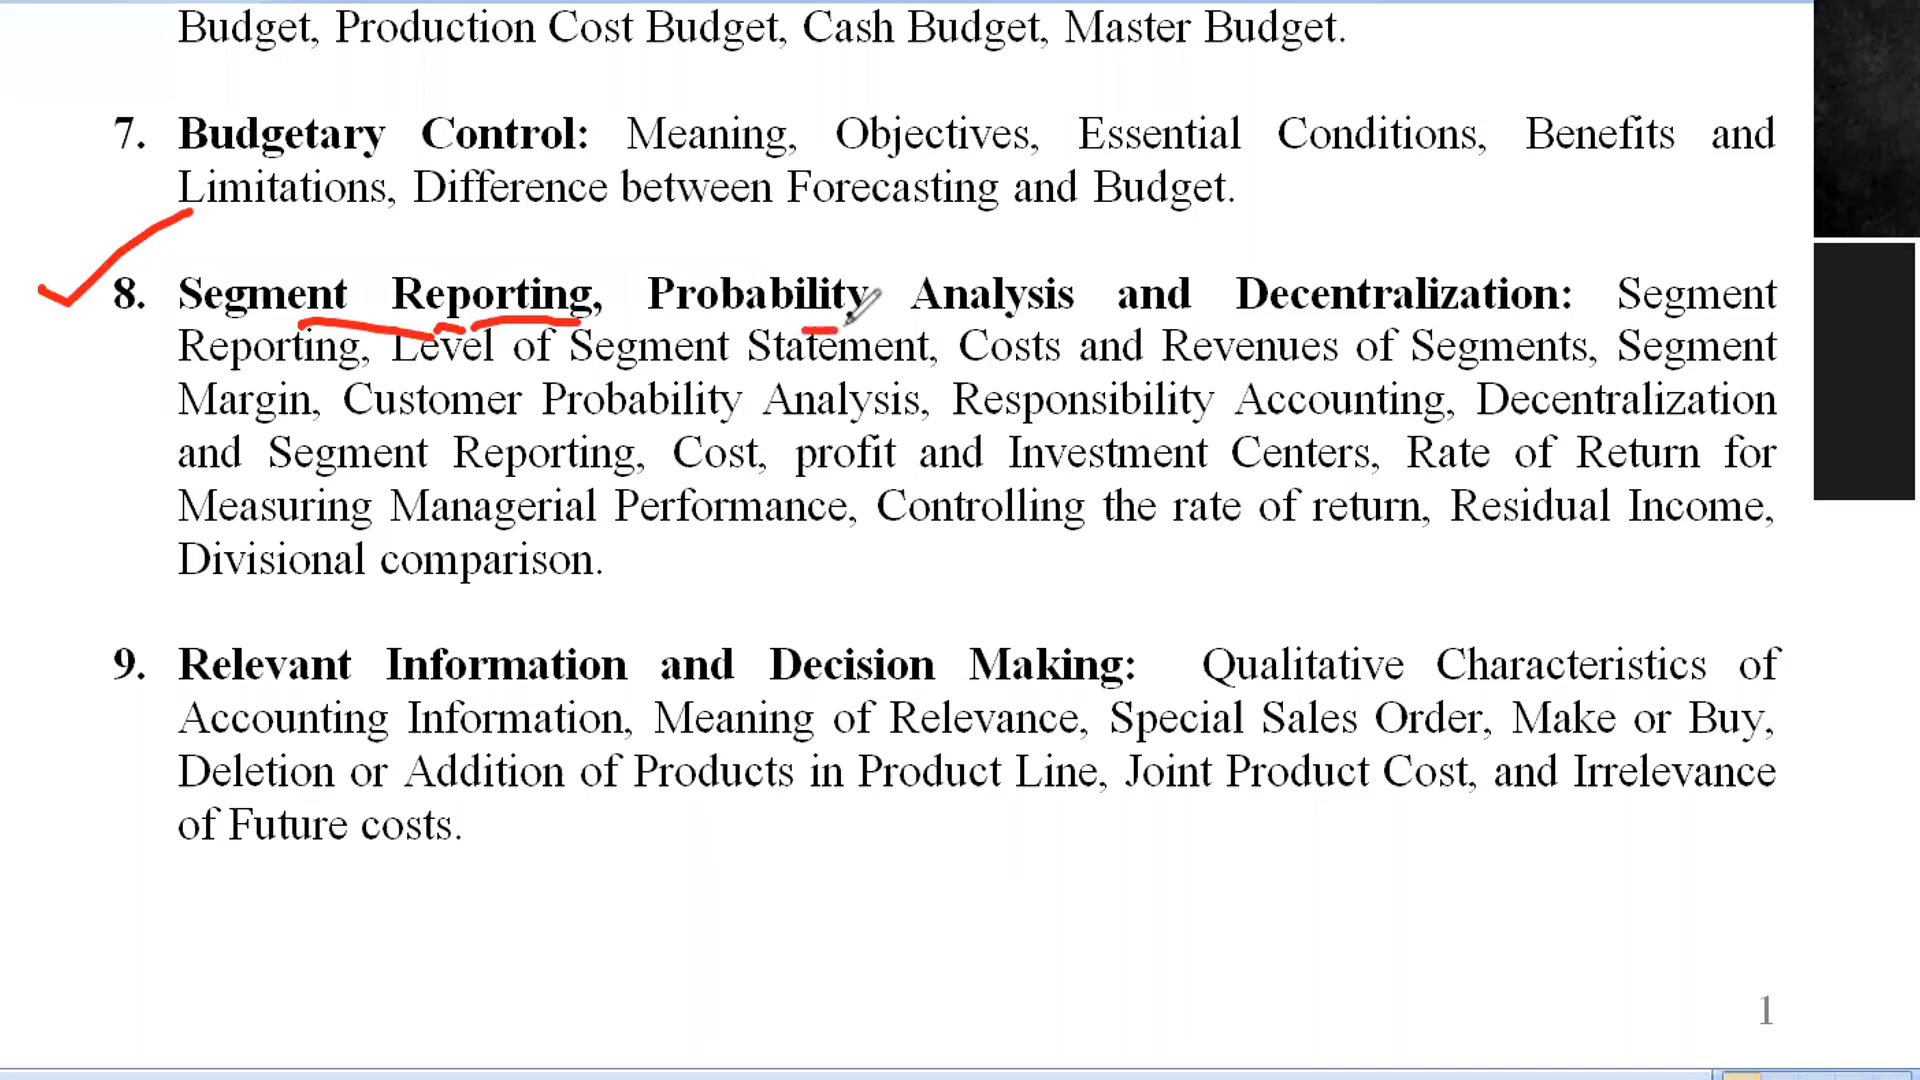 Budget, Production Cost Budget, Cash Budget, Master Budget.
7. Budgetary Control: Meaning, Objectives, Essential Conditions, Benefits and
Limitations, Difference between Forecasting and Budget.
8. Segment Reporting, Probability Analysis and Decentralization: Segment
Reporting, Level of Segment Statement, Costs and Revenues of Segments, Segment
Margin, Customer Probability Analysis, Responsibility Accounting, Decentralization
and Segment Reporting, Cost, profit and Investment Centers, Rate of Return for
Measuring Managerial Performance, Controlling the rate of return, Residual Income,
Divisional comparison.
9. Relevant Information and Decision Making: Qualitative Characteristics of
Accounting Information, Meaning of Relevance, Special Sales Order, Make or Buy,
Deletion or Addition of Products in Product Line, Joint Product Cost, and Irrelevance
of Future costs.
1